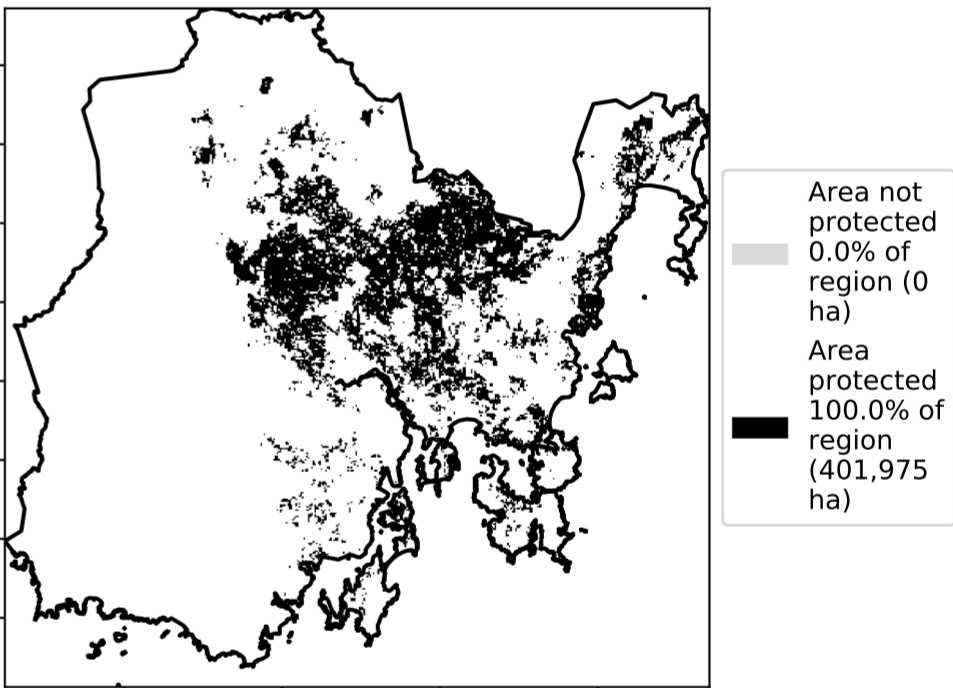 Area not
protected
0.0% of
region (0
ha)
Area
protected
100.0% of
region
(401,975
ha)